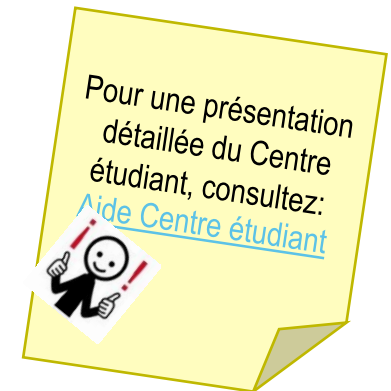 Pour une présentation
détaillée du Centre
étudiant, consultez:
Aide Centre étudiant